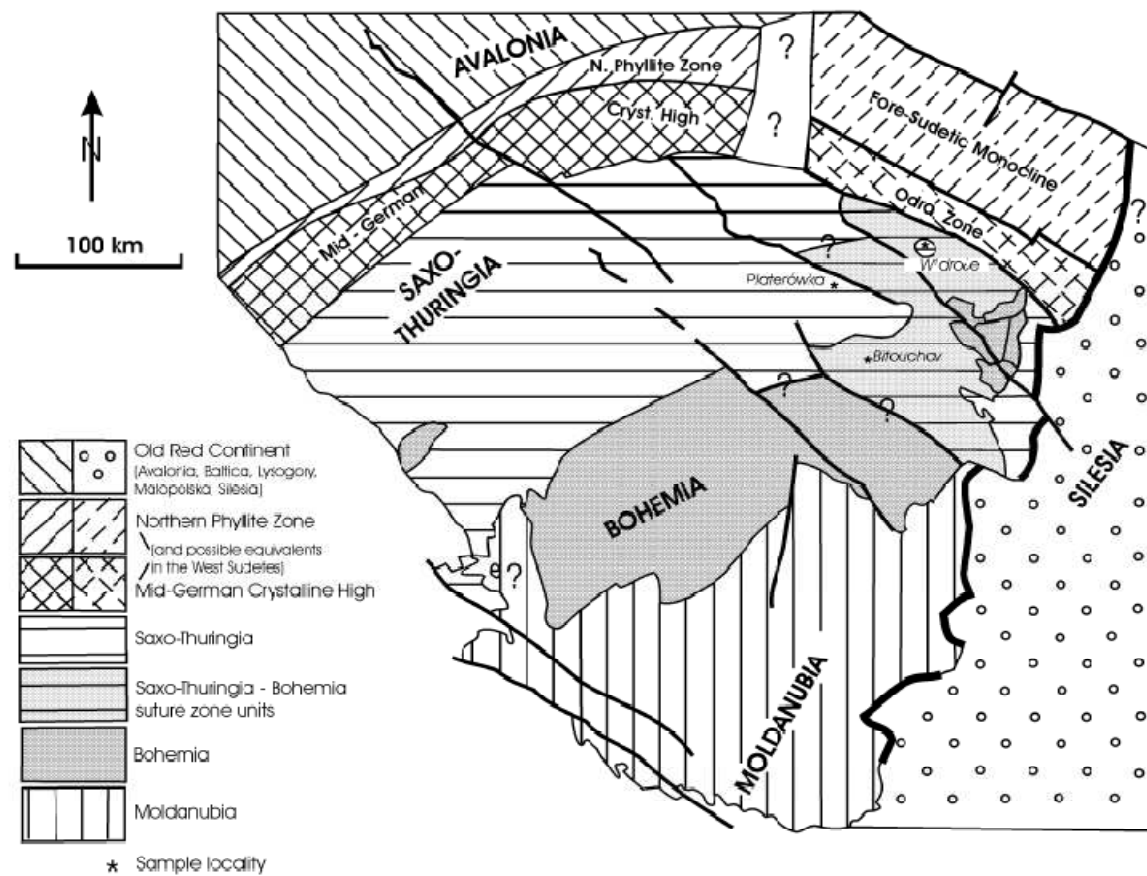 AVALONIA
N. Phyllite Zone
Cryst. High
Mid - German
?
?
Fore-Sudetic Monocline
Odra Zone
?
N
100 km
SAXO-
THURINGIA
?
Platerówka
*
*
*Bitouchov
?
?
BOHEMIA
SILESIA
?
MOLDANUBIA
Old Red Continent
(Avalonia, Baltica, Lysogory,
Malopolska, Silesia)
Northern Phyllite Zone
(and possible equivalents
in the West Sudetes)
Mid-German Crystalline High
Saxo-Thuringia
Saxo-Thuringia - Bohemia
suture zone units
Bohemia
Moldanubia
* Sample locality